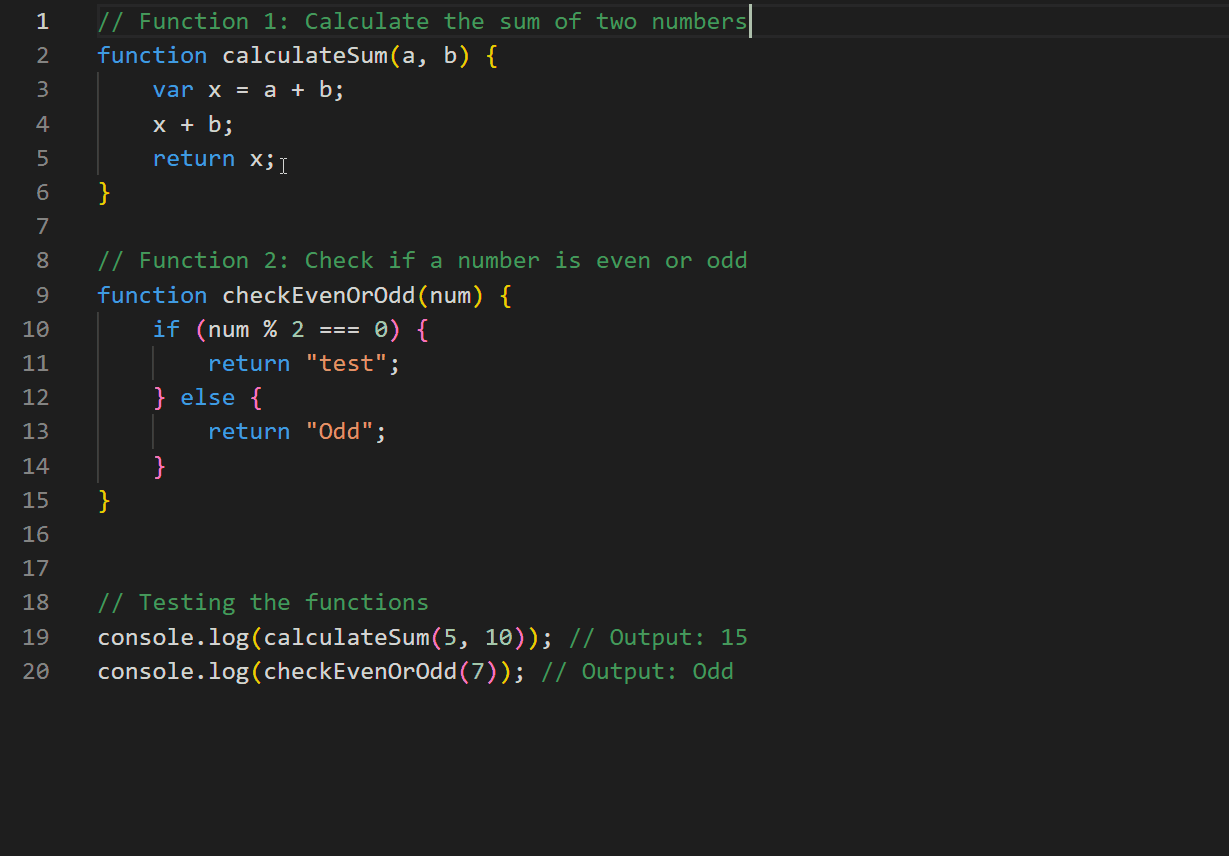 1 // Function 1: Calculate the sum of two numbers
2 function calculateSum(a, b) {
3     var x = a + b;
4     x + b;
5     return x;
6 }
7
8 // Function 2: Check if a number is even or odd
9 function checkEvenOrOdd(num) {
10     if (num % 2 === 0) {
11         return "test";
12     } else {
13         return "Odd";
14     }
15 }
16
17
18 // Testing the functions
19 console.log(calculateSum(5, 10)); // Output: 15
20 console.log(checkEvenOrOdd(7)); // Output: Odd